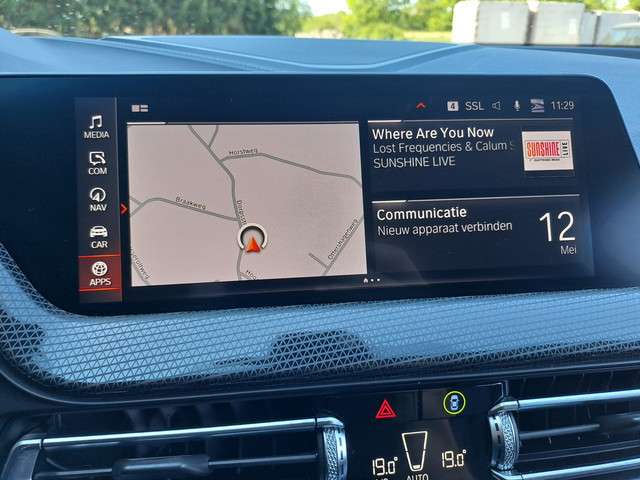 4 SSL 11:29
MEDIA
COM
NAV
CAR
APPS
Horstweg
Braakweg
Where Are You Now
Lost Frequencies & Calum S
SUNSHINE LIVE
SUNSHINE
LIVE
Communicatie
Nieuw apparaat verbinden
12
Mei
19.0
19.0
AUTO